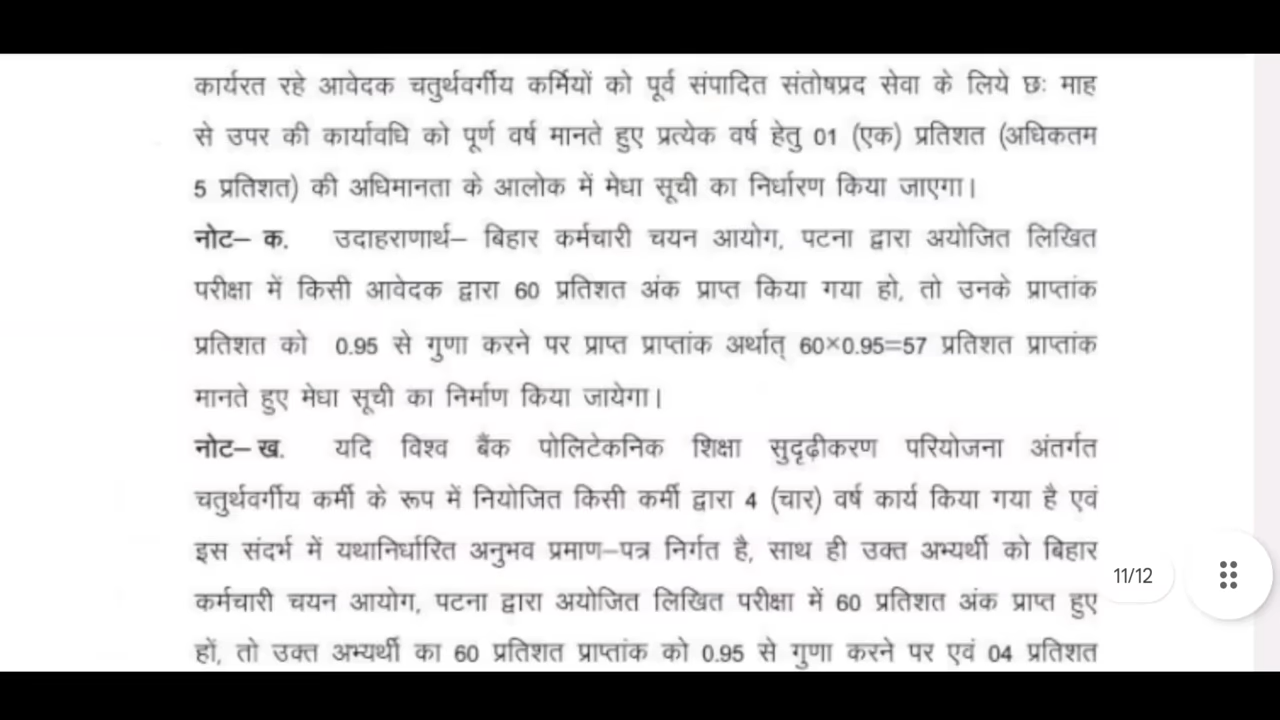 कार्यरत रहे आवेदक चतुर्थवर्गीय कर्मियों को पूर्व संपादित संतोषप्रद सेवा के लिये छः माह
से उपर की कार्यावधि को पूर्ण वर्ष मानते हुए प्रत्येक वर्ष हेतु 01 (एक) प्रतिशत (अधिकतम
5 प्रतिशत) की अधिमानता के आलोक में मेधा सूची का निर्धारण किया जाएगा।
नोट– क. उदाहराणार्थ– बिहार कर्मचारी चयन आयोग, पटना द्वारा अयोजित लिखित
परीक्षा में किसी आवेदक द्वारा 60 प्रतिशत अंक प्राप्त किया गया हो, तो उनके प्राप्तांक
प्रतिशत को 0.95 से गुणा करने पर प्राप्त प्राप्तांक अर्थात् 60×0.95=57 प्रतिशत प्राप्तांक
मानते हुए मेधा सूची का निर्माण किया जायेगा।
नोट– ख. यदि विश्व बैंक पोलिटेकनिक शिक्षा सुदृढ़ीकरण परियोजना अंतर्गत
चतुर्थवर्गीय कर्मी के रूप में नियोजित किसी कर्मी द्वारा 4 (चार) वर्ष कार्य किया गया है एवं
इस संदर्भ में यथानिर्धारित अनुभव प्रमाण–पत्र निर्गत है, साथ ही उक्त अभ्यर्थी को बिहार
कर्मचारी चयन आयोग, पटना द्वारा अयोजित लिखित परीक्षा में 60 प्रतिशत अंक प्राप्त हुए
हों, तो उक्त अभ्यर्थी का 60 प्रतिशत प्राप्तांक को 0.95 से गुणा करने पर एवं 04 प्रतिशत
11/12